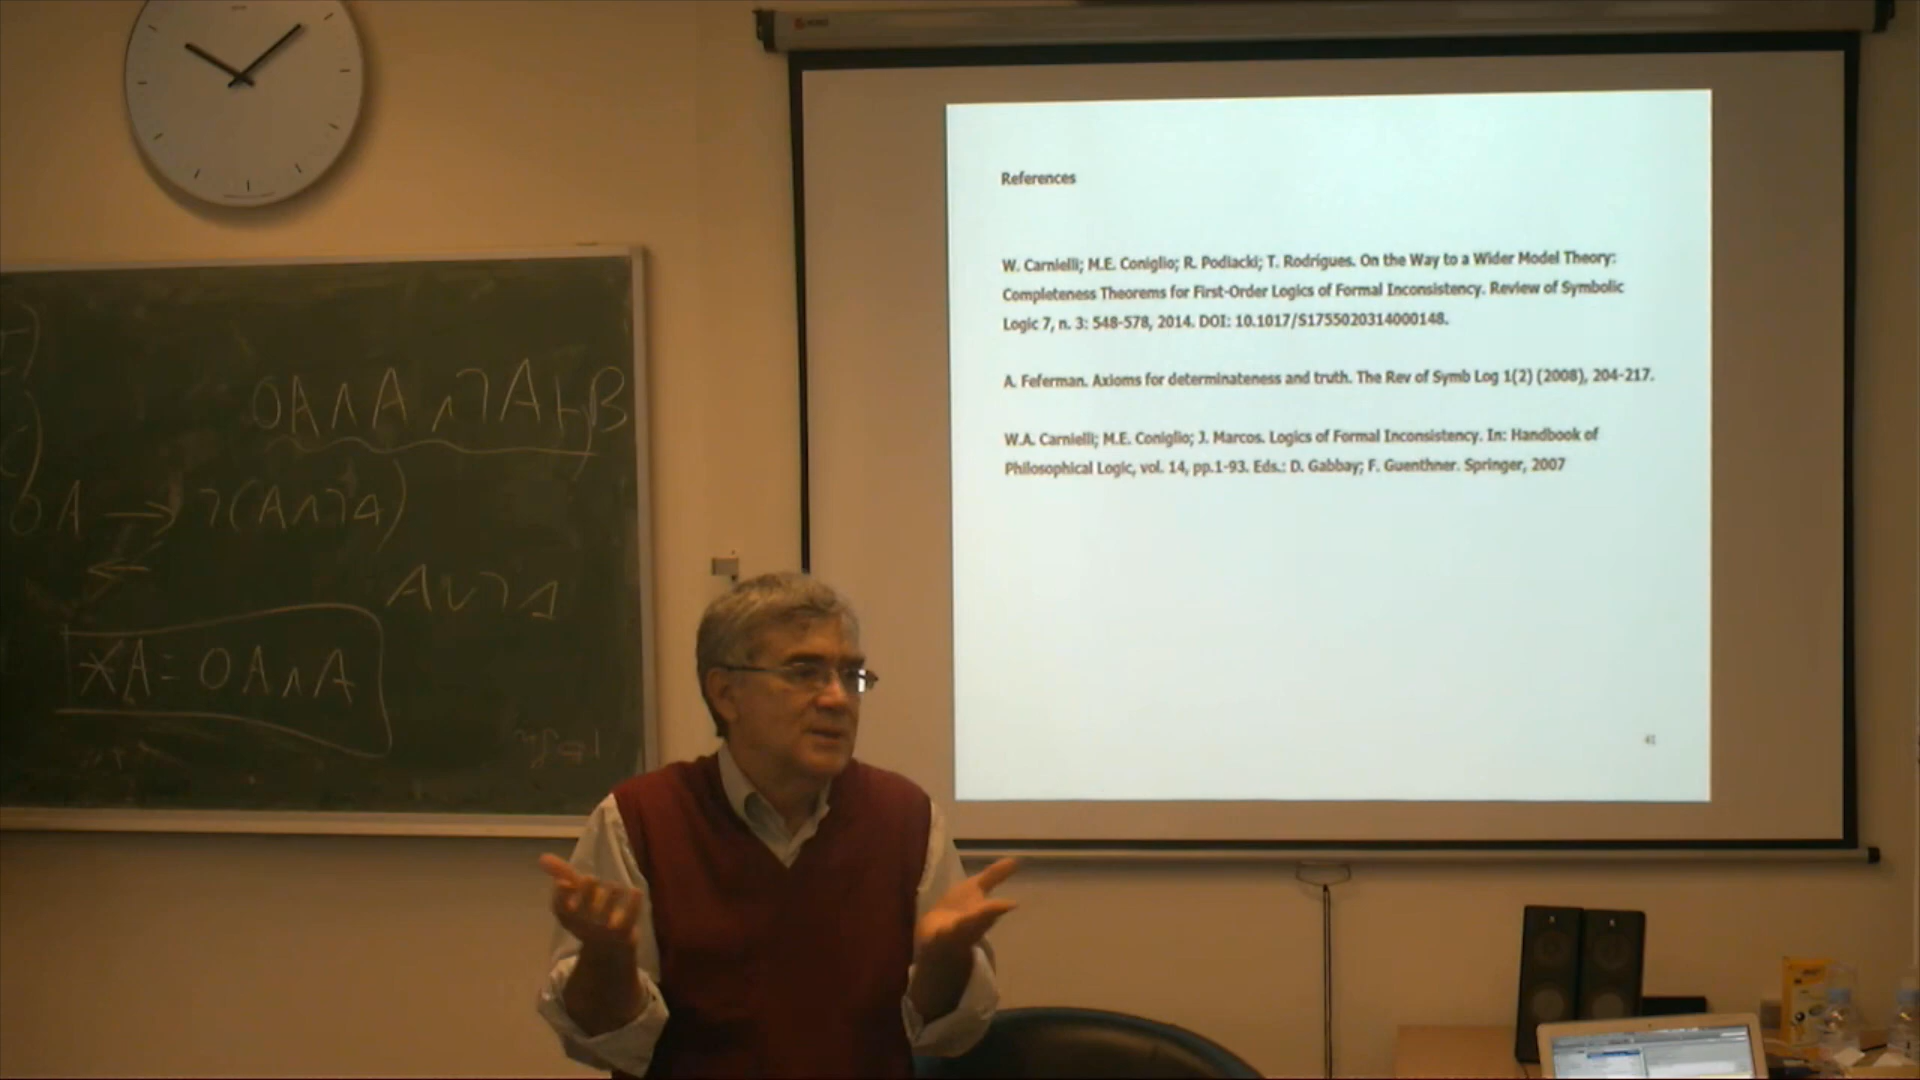 OA∧A∧¬A⊢B
OA → ¬(A∧¬A)
←
A∨¬A
*A = OA∧A
References
W. Carnielli; M.E. Coniglio; R. Podiacki; T. Rodrigues. On the Way to a Wider Model Theory:
Completeness Theorems for First-Order Logics of Formal Inconsistency. Review of Symbolic
Logic 7, n. 3: 548-578, 2014. DOI: 10.1017/S1755020314000148.
A. Feferman. Axioms for determinateness and truth. The Rev of Symb Log 1(2) (2008), 204-217.
W.A. Carnielli; M.E. Coniglio; J. Marcos. Logics of Formal Inconsistency. In: Handbook of
Philosophical Logic, vol. 14, pp.1-93. Eds.: D. Gabbay; F. Guenthner. Springer, 2007
41